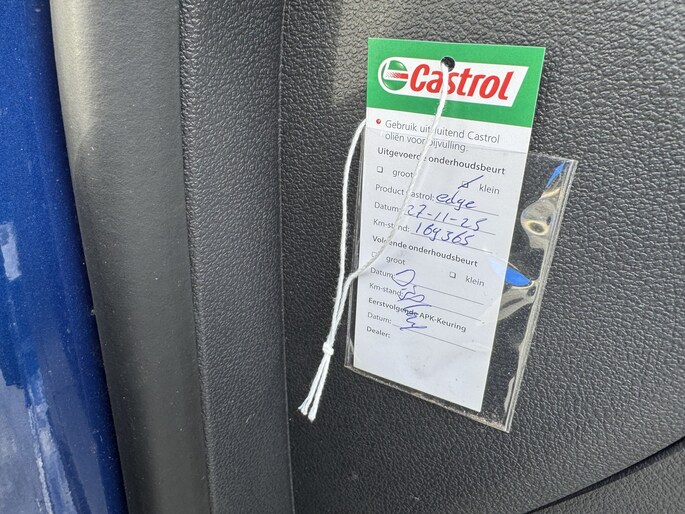 Castrol
Gebruik uitsluitend Castrol
oliën voor bijvulling.
Uitgevoerde onderhoudsbeurt
groot klein
Product Castrol: edge
Datum: 27-11-25
Km-stand: 169365
Volgende onderhoudsbeurt
groot klein
Datum:
Km-stand:
Eerstvolgende APK-Keuring
Datum:
Dealer: